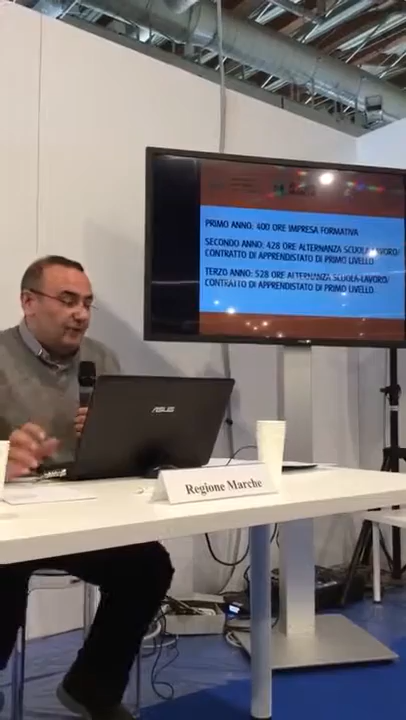 PRIMO ANNO: 400 ORE IMPRESA FORMATIVA
SECONDO ANNO: 428 ORE ALTERNANZA SCUOLA-LAVORO/
CONTRATTO DI APPRENDISTATO DI PRIMO LIVELLO
TERZO ANNO: 528 ORE ALTERNANZA SCUOLA-LAVORO/
CONTRATTO DI APPRENDISTATO DI PRIMO LIVELLO
ASUS
Regione Marche